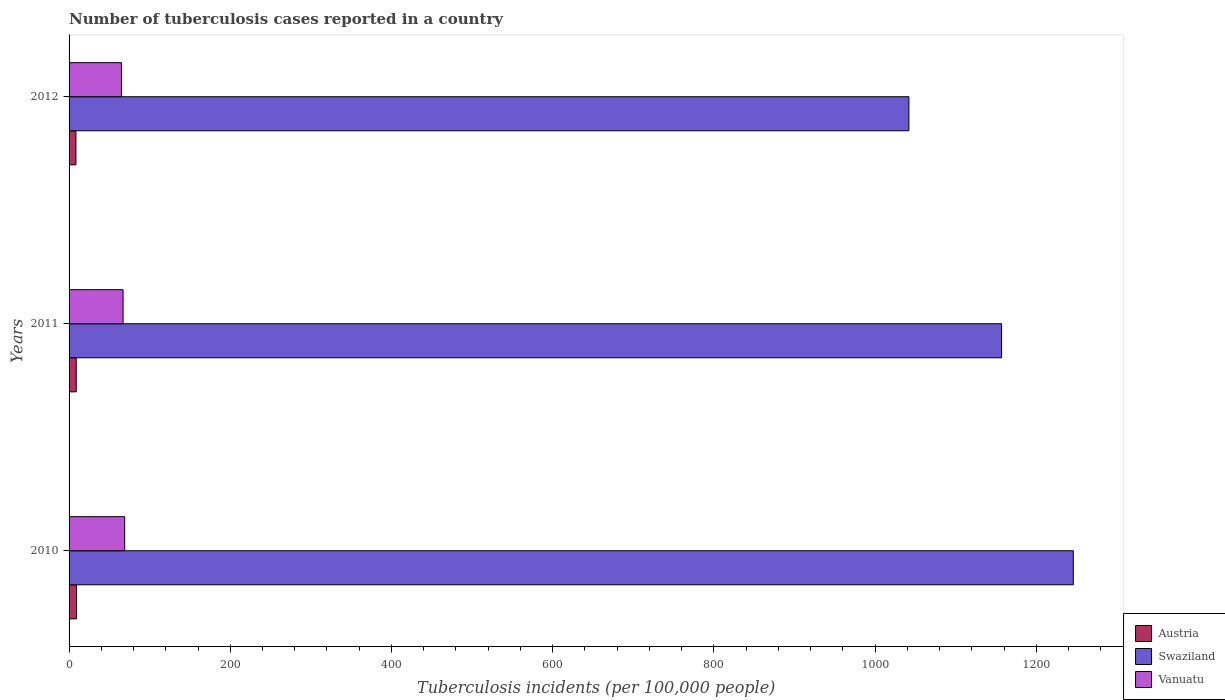 Number of tuberculosis cases reported in a country
2012
2011
2010
Years
0
200
400
600
800
1000
1200
Tuberculosis incidents (per 100,000 people)
Austria
Swaziland
Vanuatu